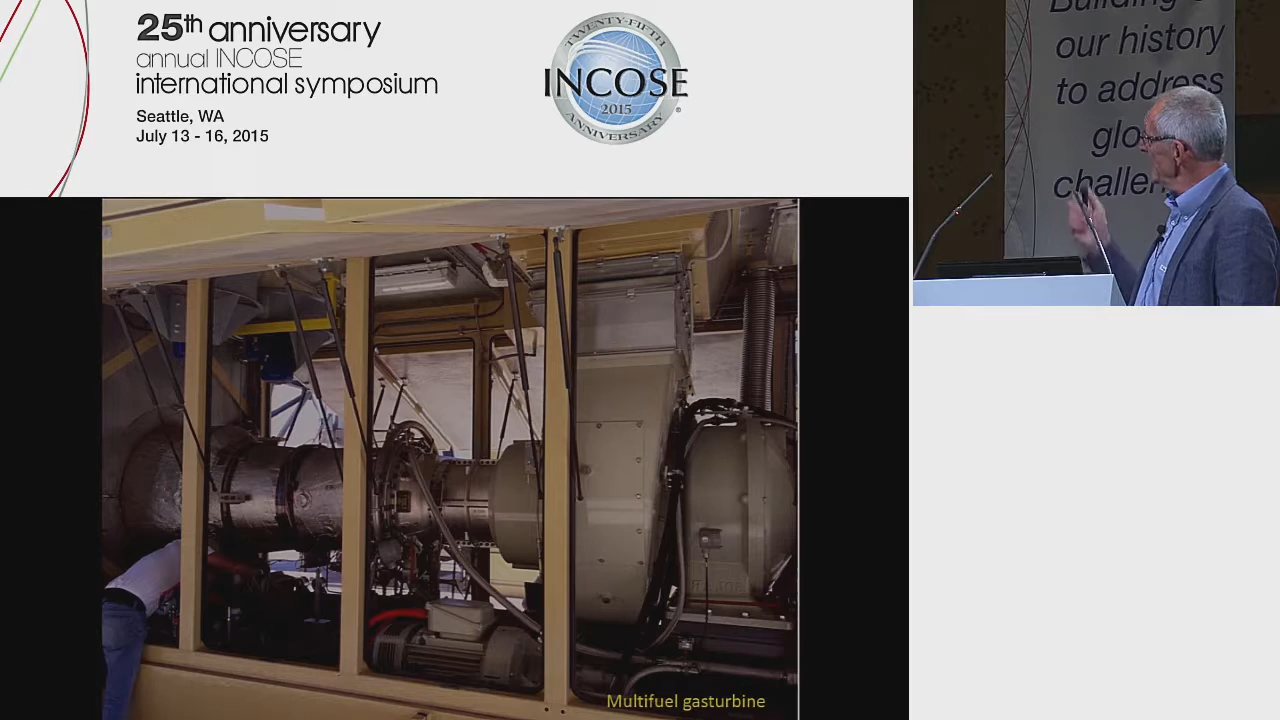 25th anniversary
annual INCOSE
international symposium
Seattle, WA
July 13 - 16, 2015
TWENTY-FIFTH
INCOSE
2015
ANNIVERSARY
Building
our history
to address
glo
challen
Multifuel gasturbine